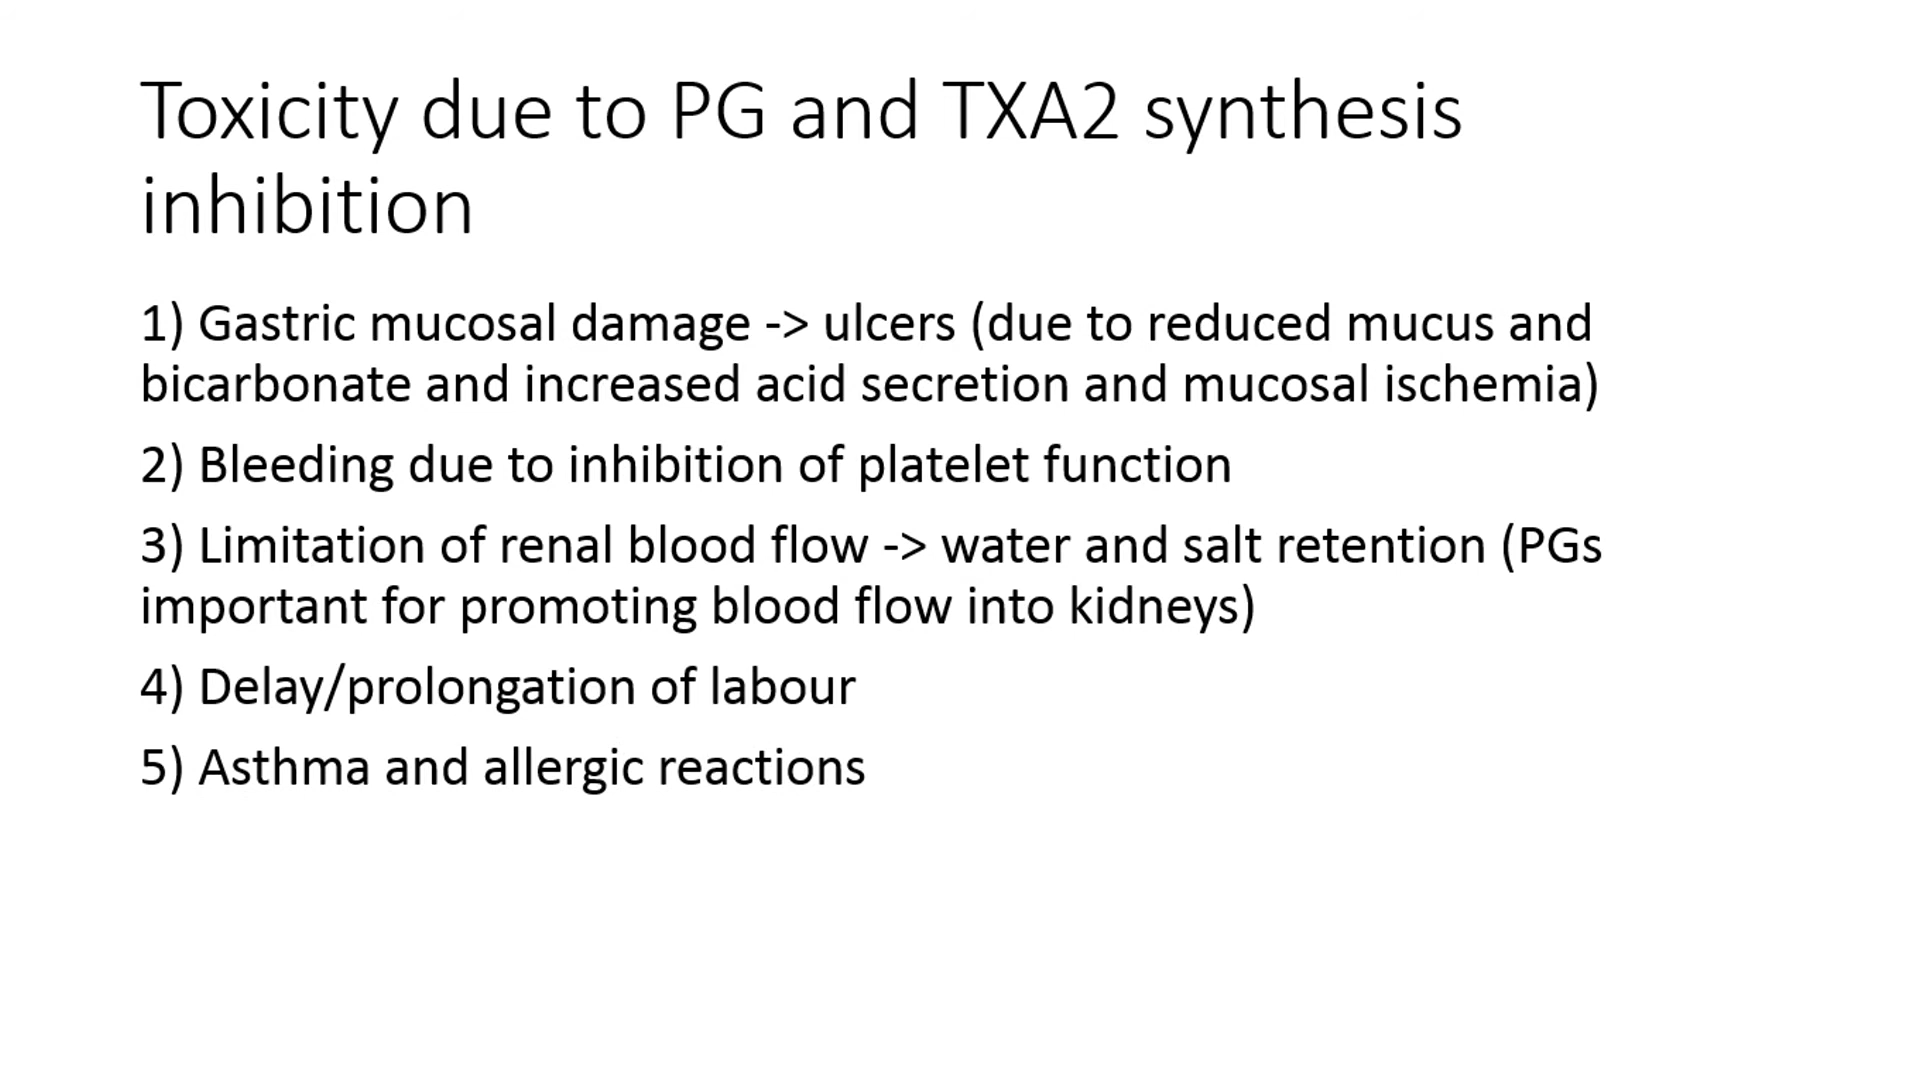 Toxicity due to PG and TXA2 synthesis
inhibition
1) Gastric mucosal damage -> ulcers (due to reduced mucus and
bicarbonate and increased acid secretion and mucosal ischemia)
2) Bleeding due to inhibition of platelet function
3) Limitation of renal blood flow -> water and salt retention (PGs
important for promoting blood flow into kidneys)
4) Delay/prolongation of labour
5) Asthma and allergic reactions